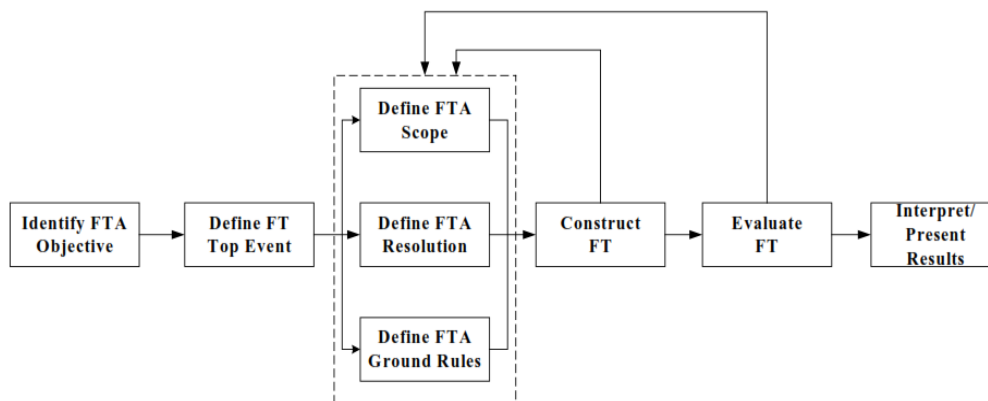 Define FTA
Scope
Identify FTA
Objective
Define FT
Top Event
Define FTA
Resolution
Construct
FT
Evaluate
FT
Interpret/
Present
Results
Define FTA
Ground Rules